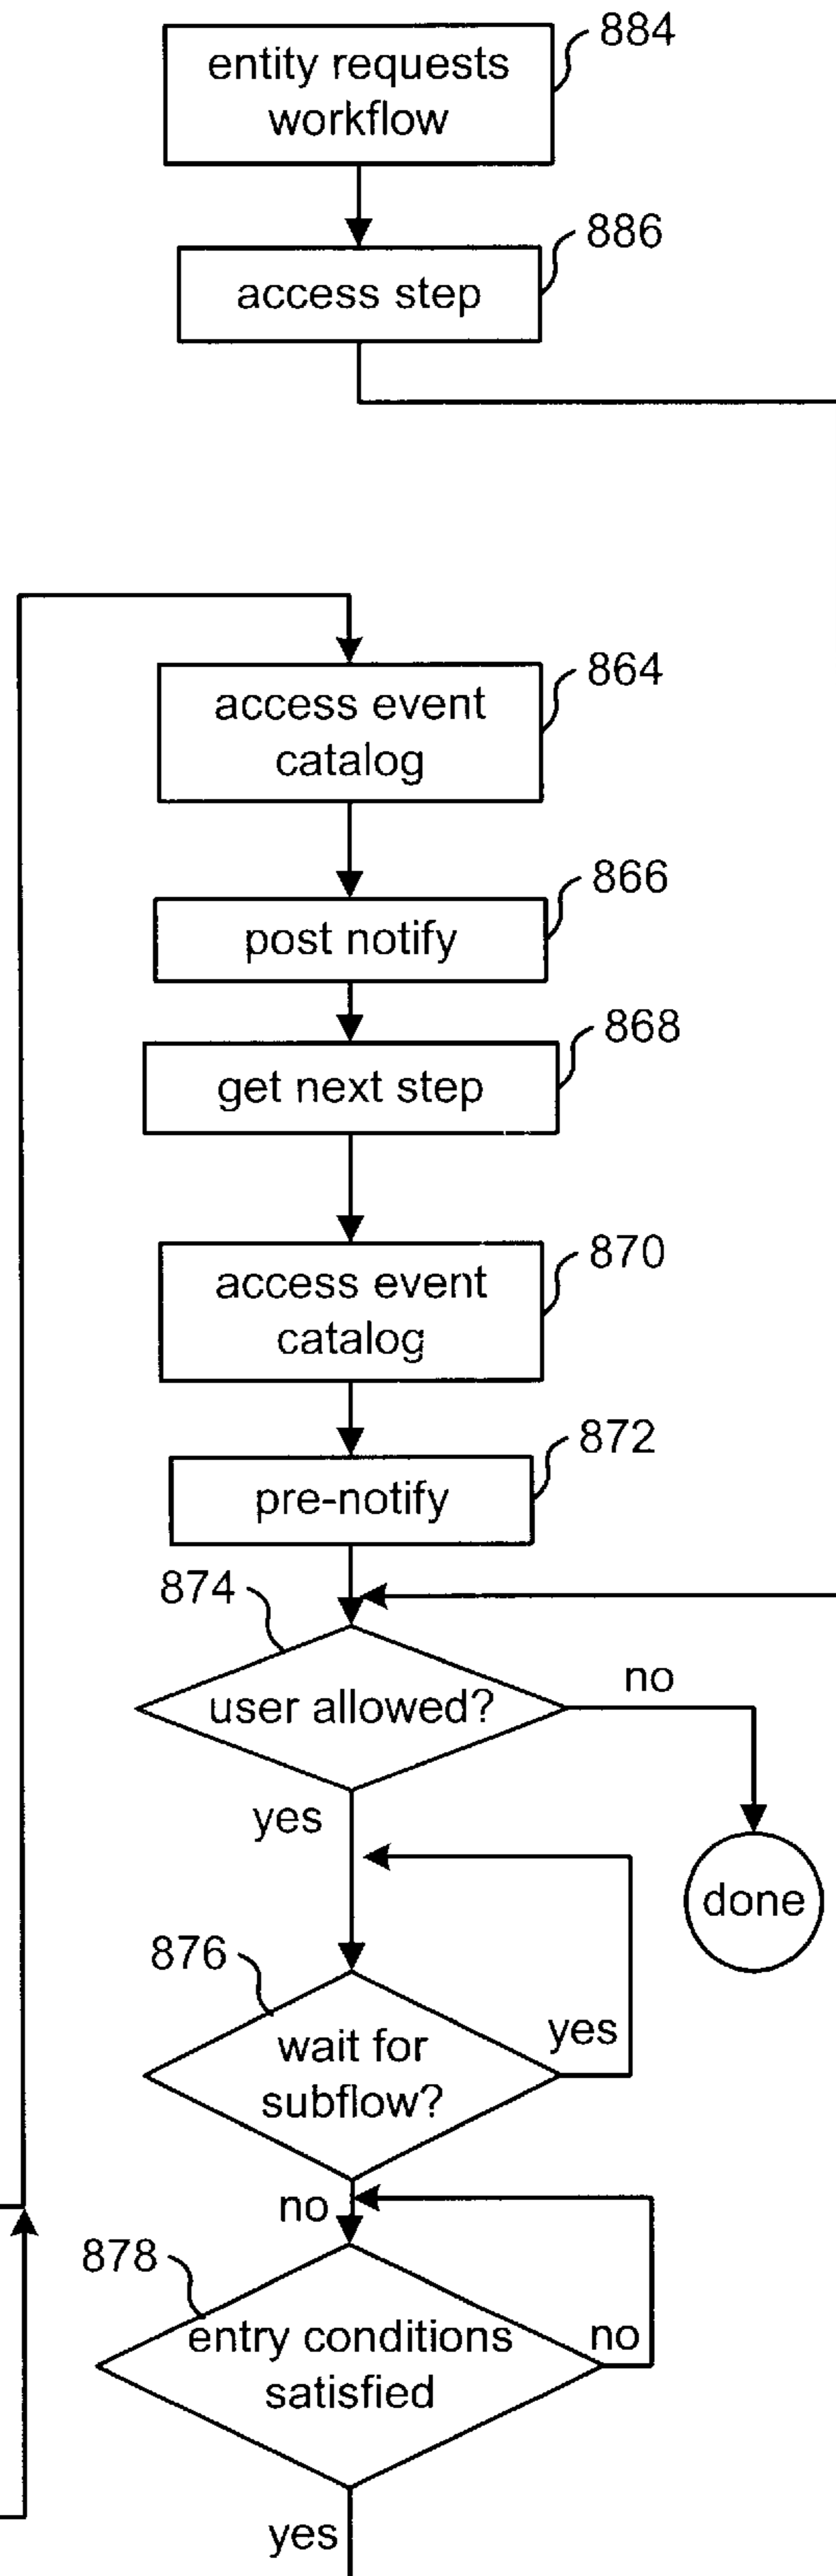 884
entity requests
workflow
886
access step
864
access event
catalog
866
post notify
868
get next step
870
access event
catalog
872
pre-notify
874
user allowed?
no
yes
done
876
wait for
subflow?
yes
no
878
entry conditions
satisfied
no
yes